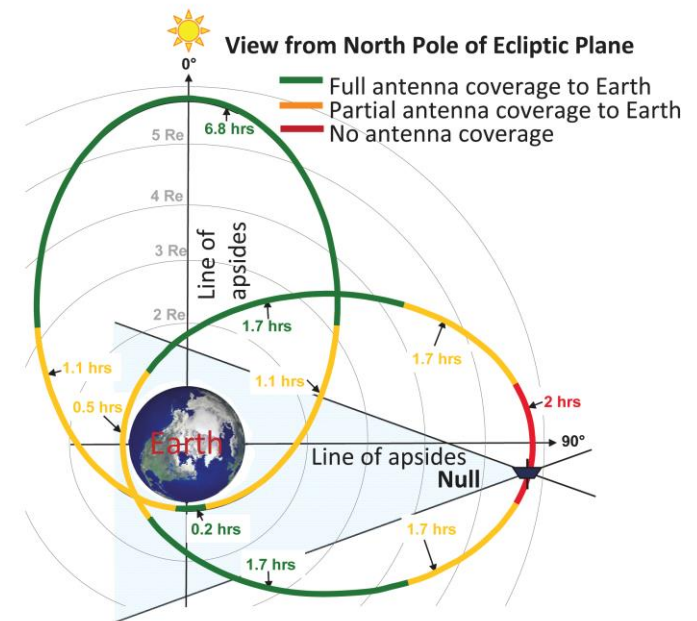 View from North Pole of Ecliptic Plane
0°
Full antenna coverage to Earth
Partial antenna coverage to Earth
No antenna coverage
6.8 hrs
5 Re
4 Re
3 Re
2 Re
Line of
apsides
1.7 hrs
1.7 hrs
1.1 hrs
1.1 hrs
0.5 hrs
2 hrs
Earth
90°
Line of apsides
Null
0.2 hrs
1.7 hrs
1.7 hrs